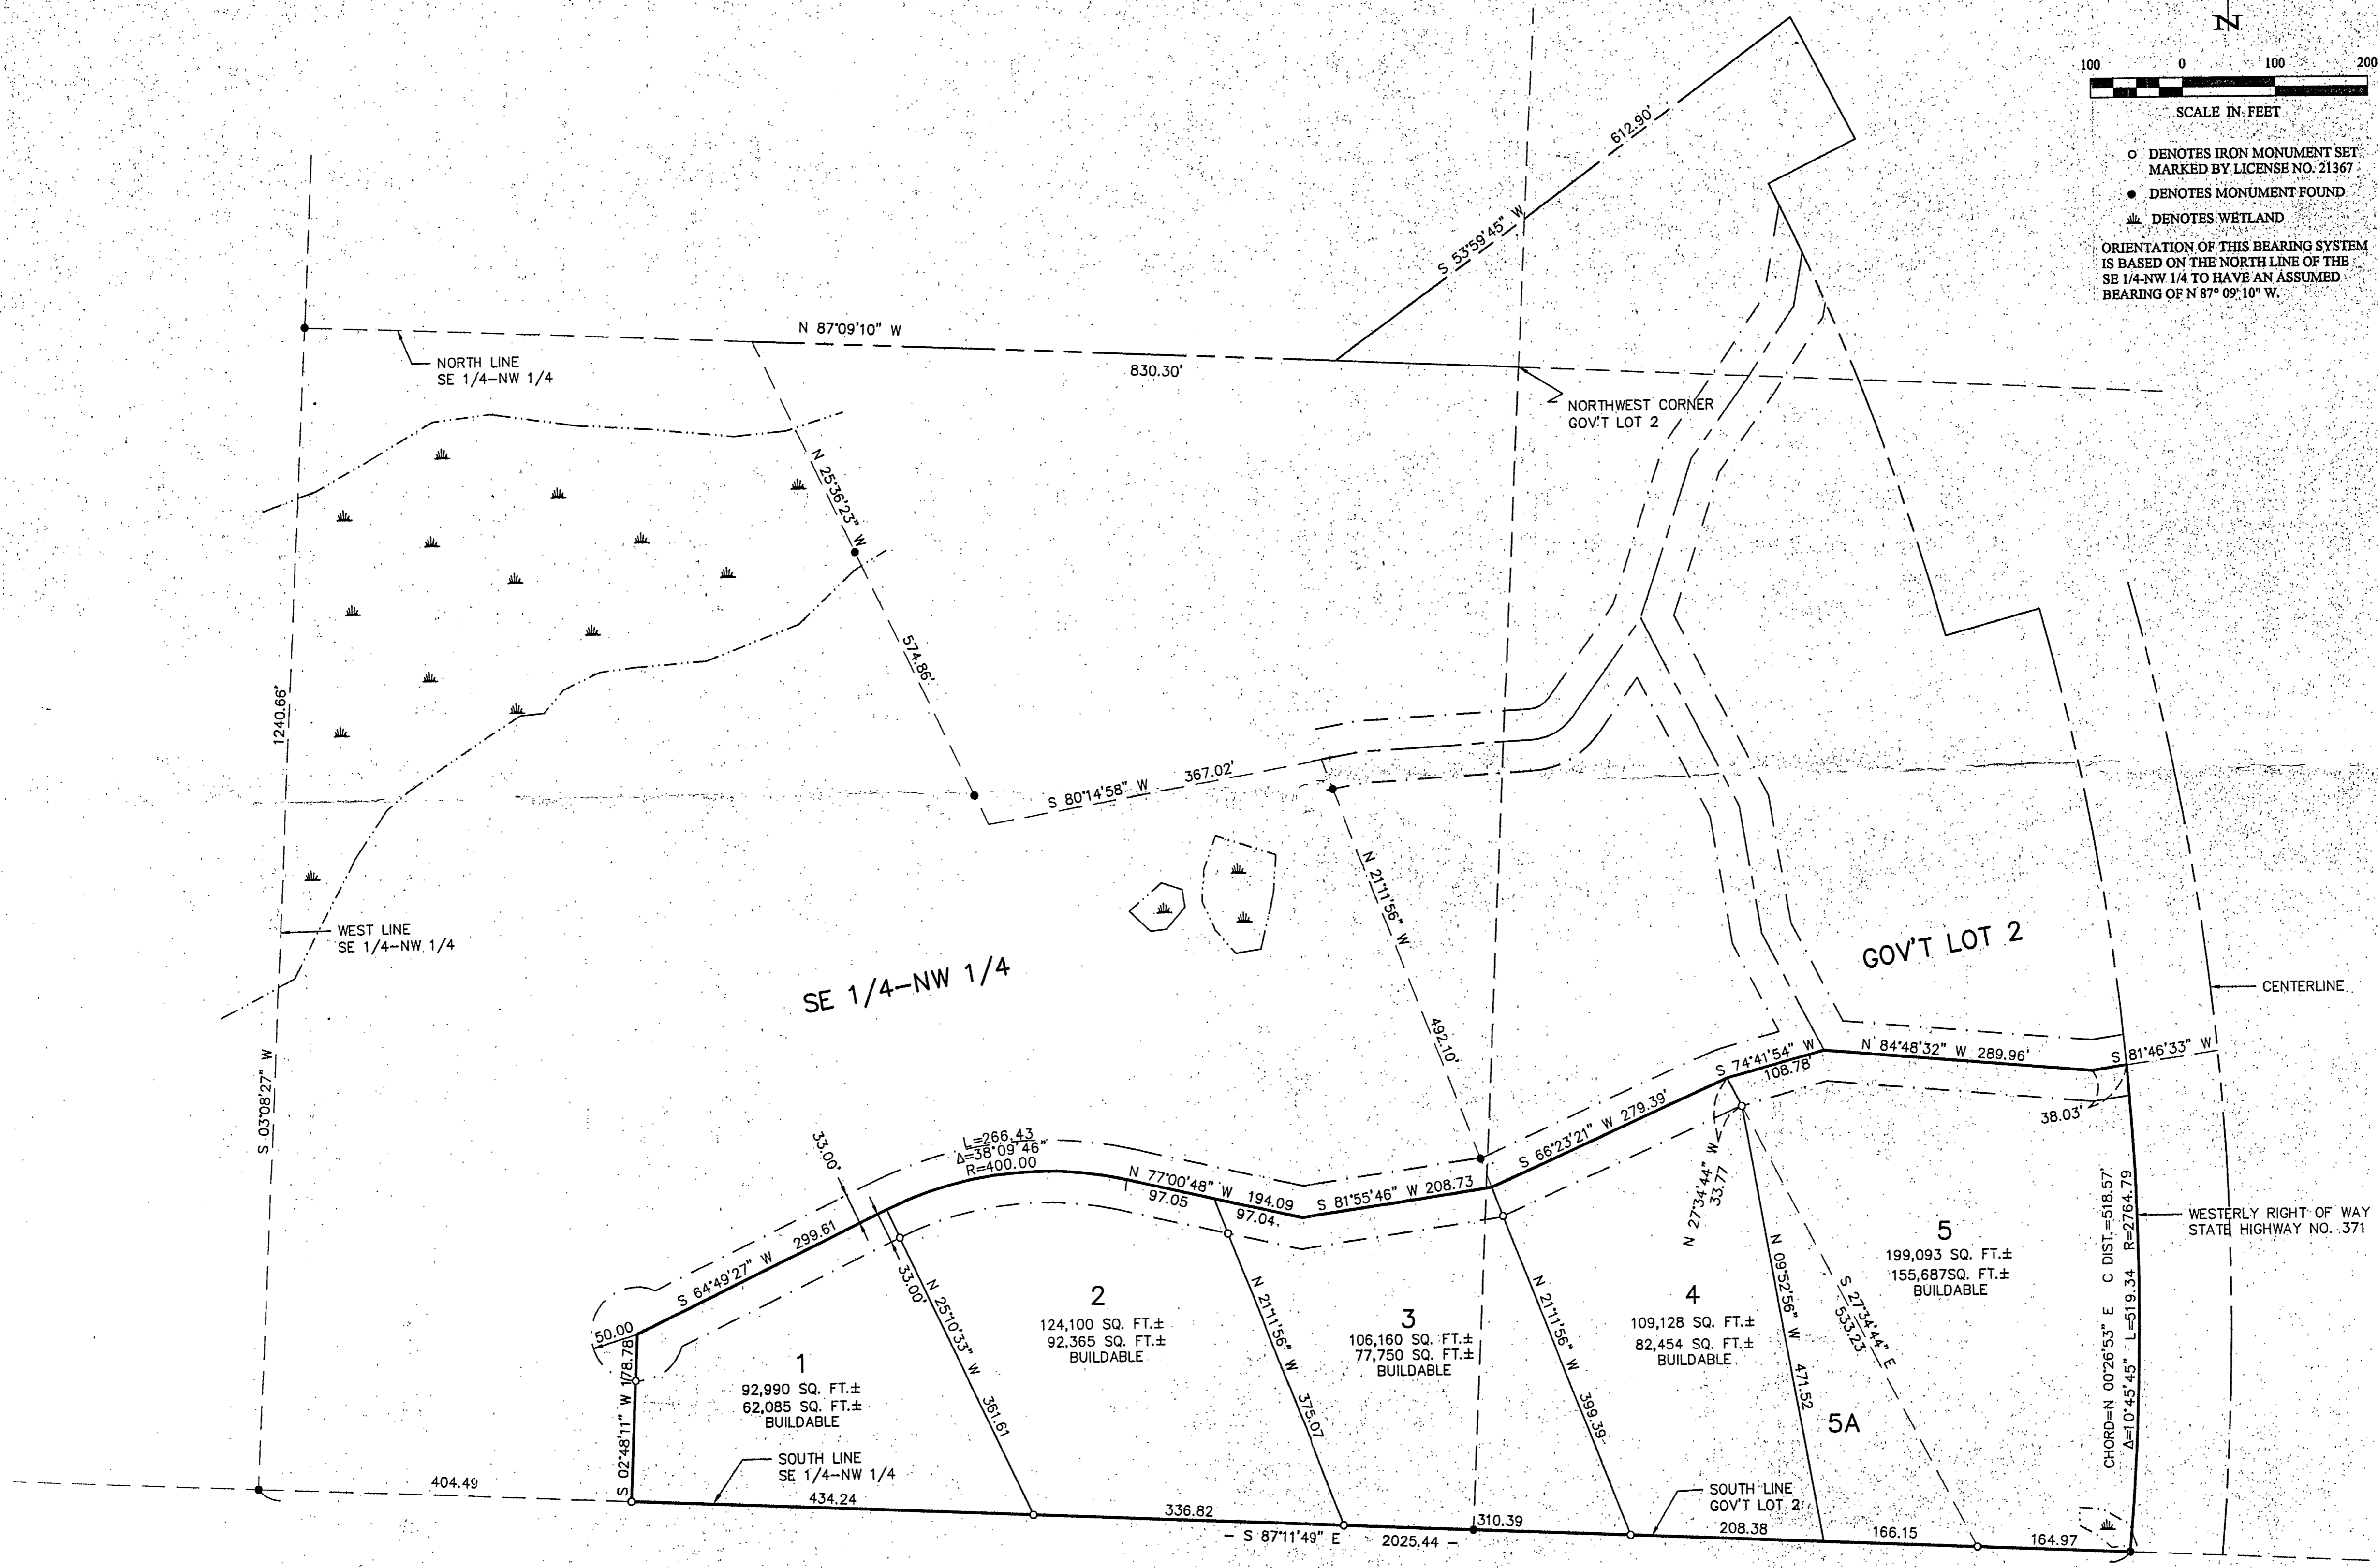 N
100 0 100 200
SCALE IN FEET
DENOTES IRON MONUMENT SET
MARKED BY LICENSE NO. 21367
DENOTES MONUMENT FOUND
DENOTES WETLAND
ORIENTATION OF THIS BEARING SYSTEM
IS BASED ON THE NORTH LINE OF THE
SE 1/4-NW 1/4 TO HAVE AN ASSUMED
BEARING OF N 87° 09' 10" W.
612.90'
S 53°59'45" W
N 87°09'10" W
830.30'
NORTH LINE
SE 1/4-NW 1/4
NORTHWEST CORNER
GOV'T LOT 2
N 25°36'23" W
574.86'
1240.66'
S 03°08'27" W
S 80°14'58" W 367.02'
N 21°11'56" W
492.10'
WEST LINE
SE 1/4-NW 1/4
SE 1/4-NW 1/4
GOV'T LOT 2
CENTERLINE
S 74°41'54" W
108.78'
N 84°48'32" W 289.96'
S 81°46'33" W
38.03'
S 66°23'21" W 279.39'
N 27°34'44" W
33.77
33.00'
L=266.43
Δ=38°09'46"
R=400.00
N 77°00'48" W 194.09
97.05
97.04
S 81°55'46" W 208.73
S 64°49'27" W 299.61
33.00'
50.00
S 02°48'11" W 178.78
N 25°10'33" W 361.61
1
92,990 SQ. FT.±
62,085 SQ. FT.±
BUILDABLE
2
124,100 SQ. FT.±
92,365 SQ. FT.±
BUILDABLE
N 21°11'56" W 375.07
3
106,160 SQ. FT.±
77,750 SQ. FT.±
BUILDABLE
N 21°11'56" W 399.39
4
109,128 SQ. FT.±
82,454 SQ. FT.±
BUILDABLE
N 09°52'56" W 471.52
S 27°34'44" E
533.23
5
199,093 SQ. FT.±
155,687SQ. FT.±
BUILDABLE
5A
CHORD=N 00°26'53" E C DIST.=518.57'
Δ=10°45'45" L=519.34 R=2764.79
WESTERLY RIGHT OF WAY
STATE HIGHWAY NO. 371
SOUTH LINE
SE 1/4-NW 1/4
SOUTH LINE
GOV'T LOT 2
404.49
434.24
336.82
310.39
208.38
166.15
164.97
- S 87°11'49" E 2025.44 -